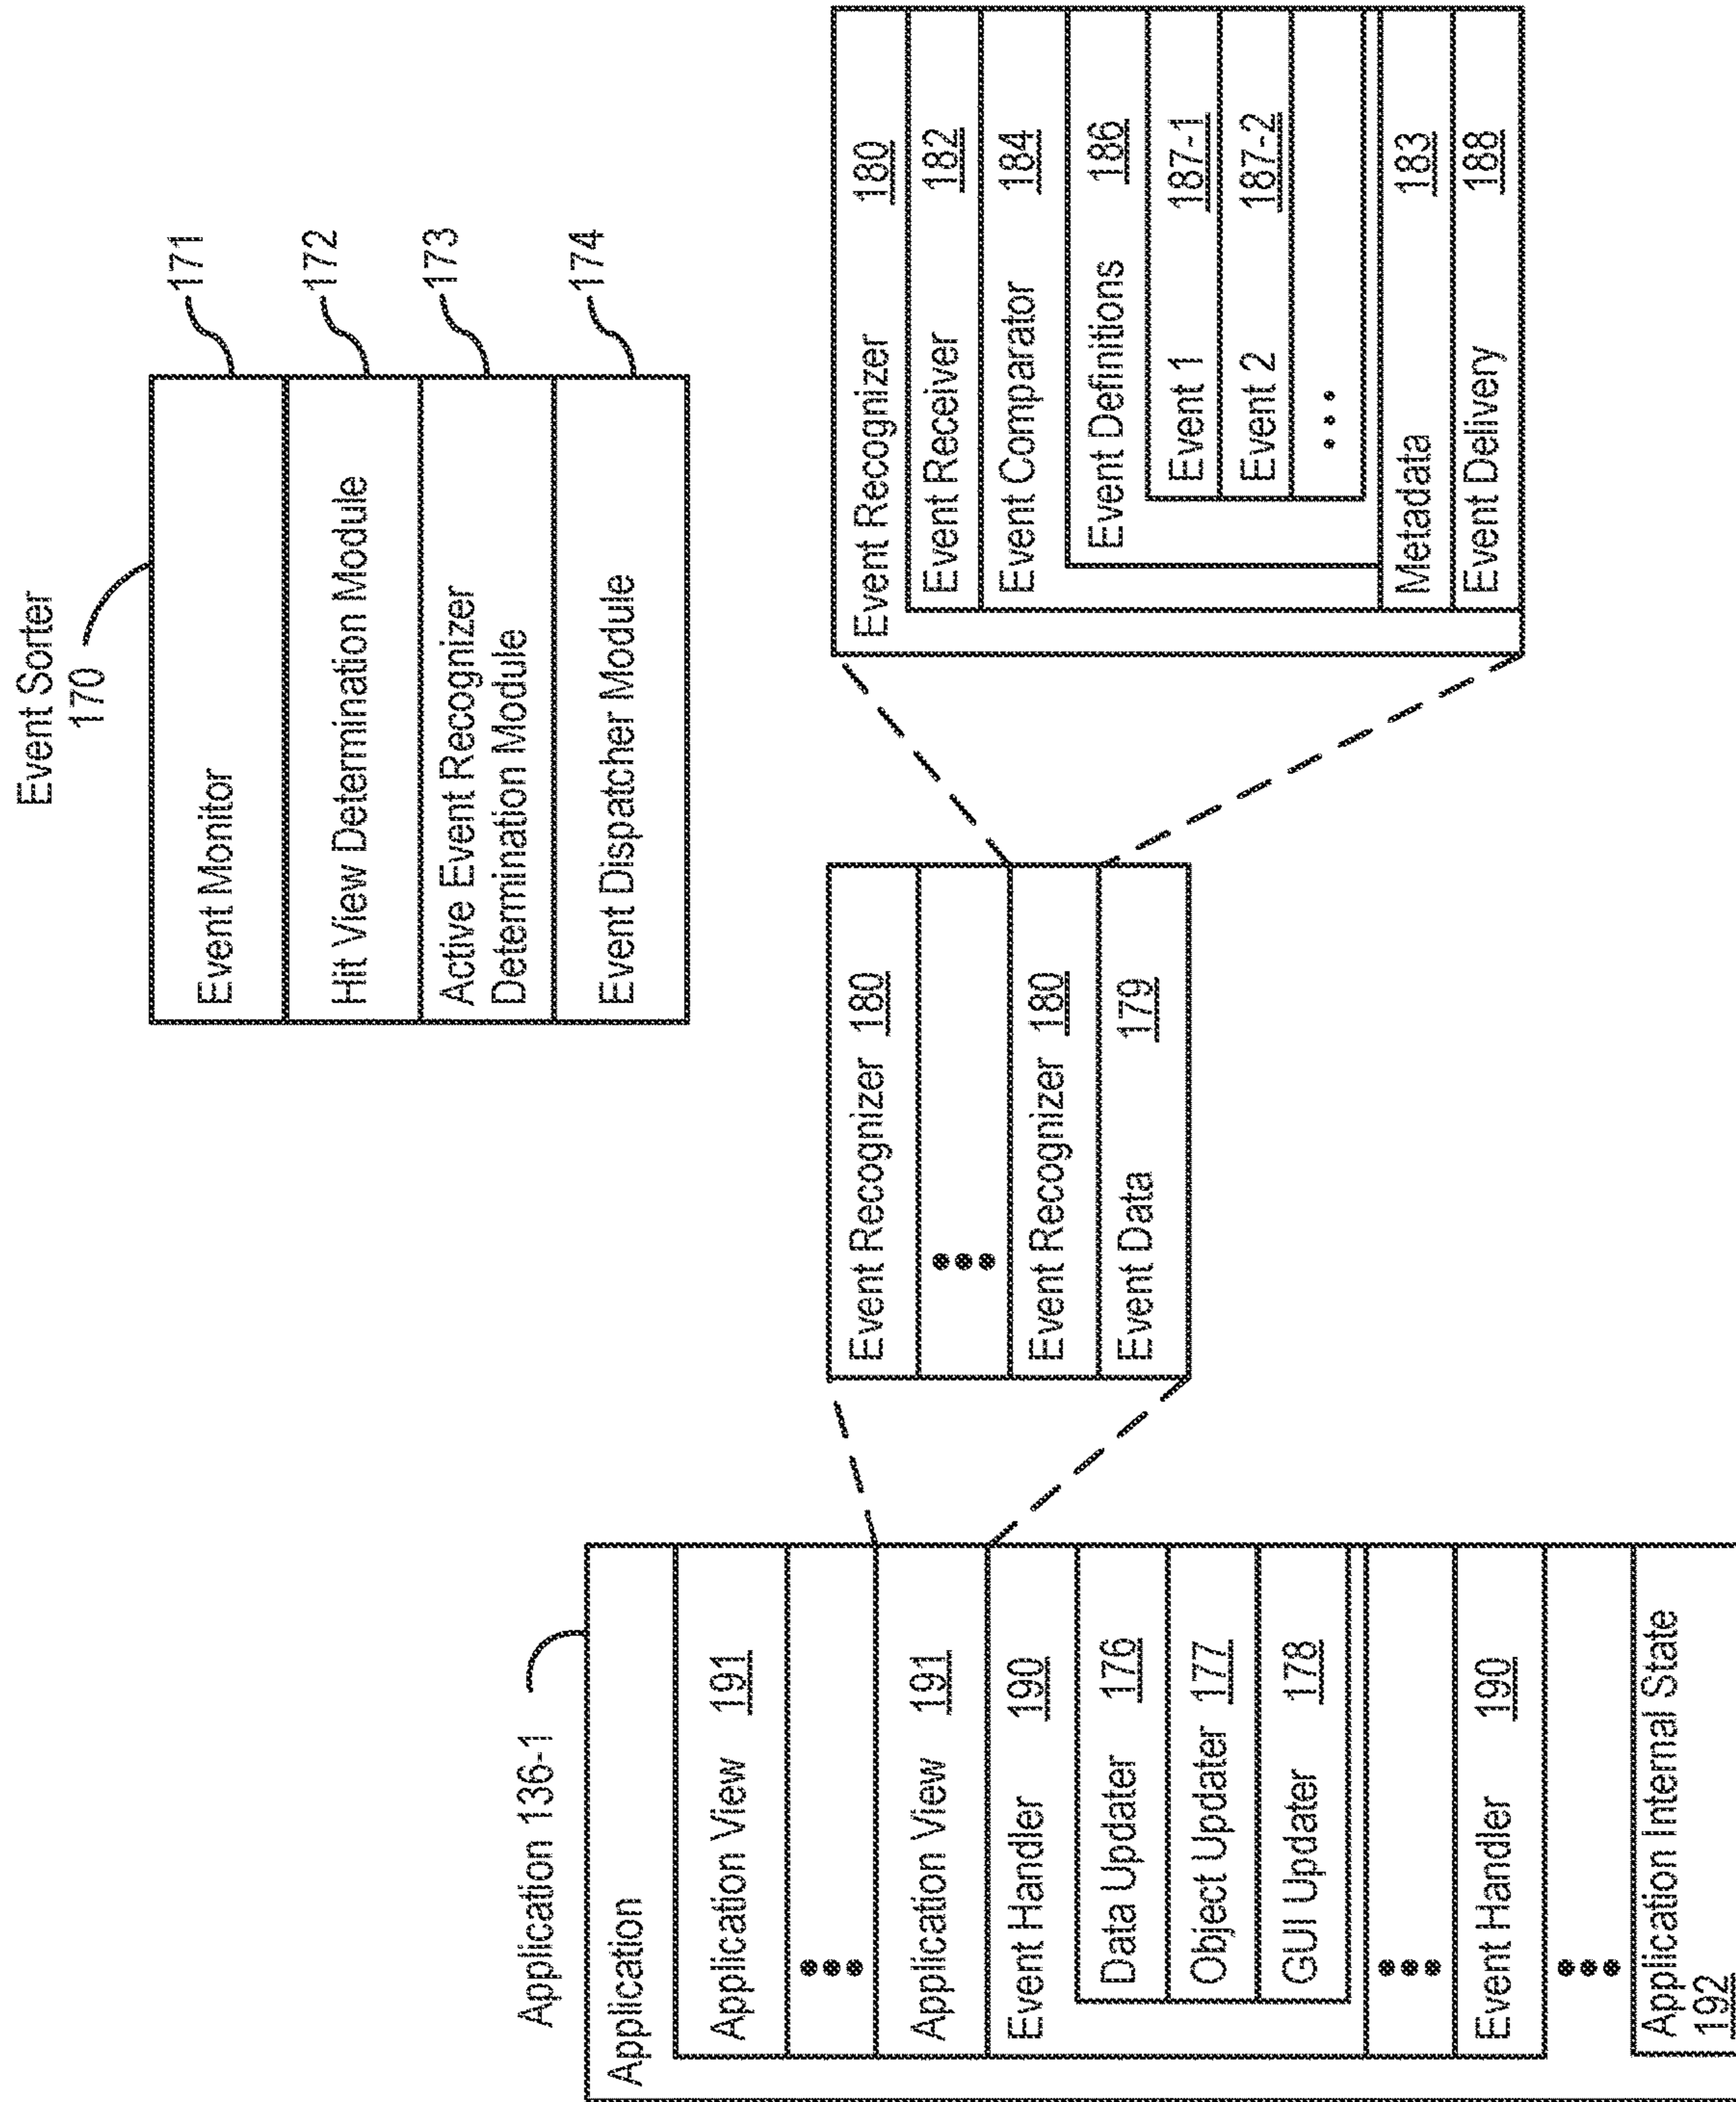 Event Sorter
170
Event Monitor
171
Hit View Determination Module
172
Active Event Recognizer
Determination Module
173
Event Dispatcher Module
174
Application 136-1
Application
Application View 191
•••
Application View 191
Event Handler 190
Data Updater 176
Object Updater 177
GUI Updater 178
•••
Event Handler 190
•••
Application Internal State
192
Event Recognizer 180
•••
Event Recognizer 180
Event Data 179
Event Recognizer 180
Event Receiver 182
Event Comparator 184
Event Definitions 186
Event 1 187-1
Event 2 187-2
•••
Metadata 183
Event Delivery 188